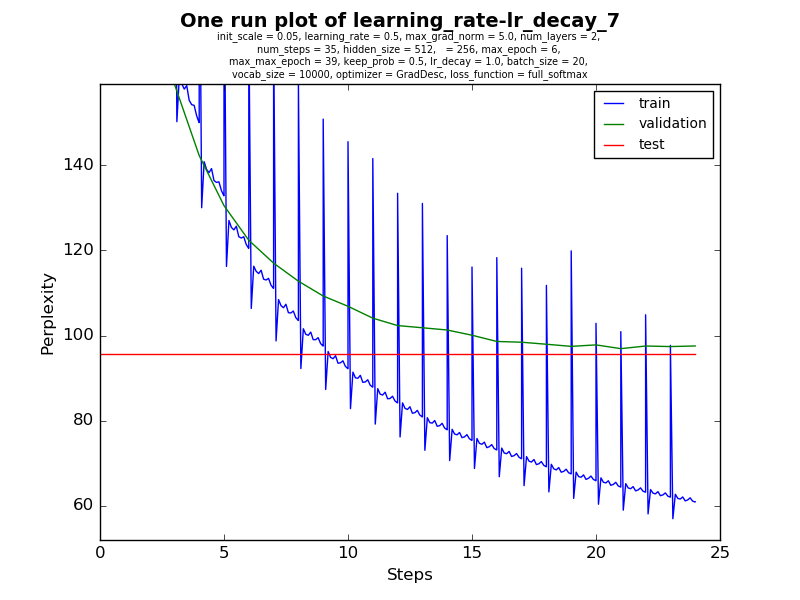 One run plot of learning_rate-lr_decay_7
init_scale = 0.05, learning_rate = 0.5, max_grad_norm = 5.0, num_layers = 2,
num_steps = 35, hidden_size = 512,   = 256, max_epoch = 6,
max_max_epoch = 39, keep_prob = 0.5, lr_decay = 1.0, batch_size = 20,
vocab_size = 10000, optimizer = GradDesc, loss_function = full_softmax
train
validation
test
140
120
100
80
60
Perplexity
0 5 10 15 20 25
Steps